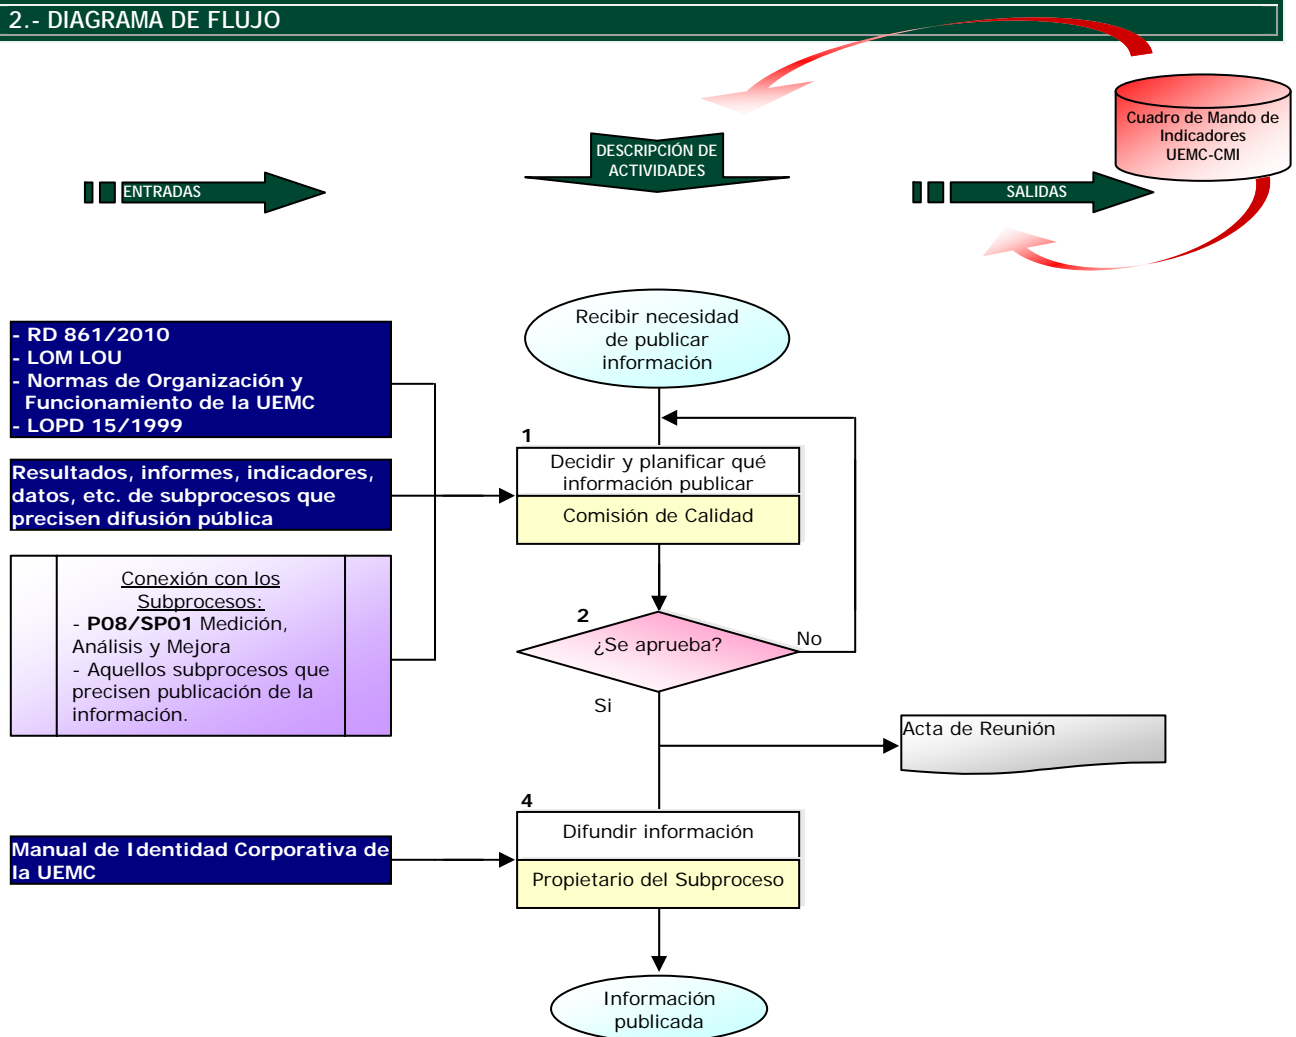 2.- DIAGRAMA DE FLUJO
Cuadro de Mando de
Indicadores
UEMC-CMI
DESCRIPCIÓN DE
ACTIVIDADES
ENTRADAS
SALIDAS
Recibir necesidad
de publicar
información
- RD 861/2010
- LOM LOU
- Normas de Organización y
Funcionamiento de la UEMC
- LOPD 15/1999
1
Decidir y planificar qué
información publicar
Comisión de Calidad
Resultados, informes, indicadores,
datos, etc. de subprocesos que
precisen difusión pública
Conexión con los
Subprocesos:
- P08/SP01 Medición,
Análisis y Mejora
- Aquellos subprocesos que
precisen publicación de la
información.
2
¿Se aprueba?
No
Si
Acta de Reunión
4
Difundir información
Propietario del Subproceso
Manual de Identidad Corporativa de
la UEMC
Información
publicada